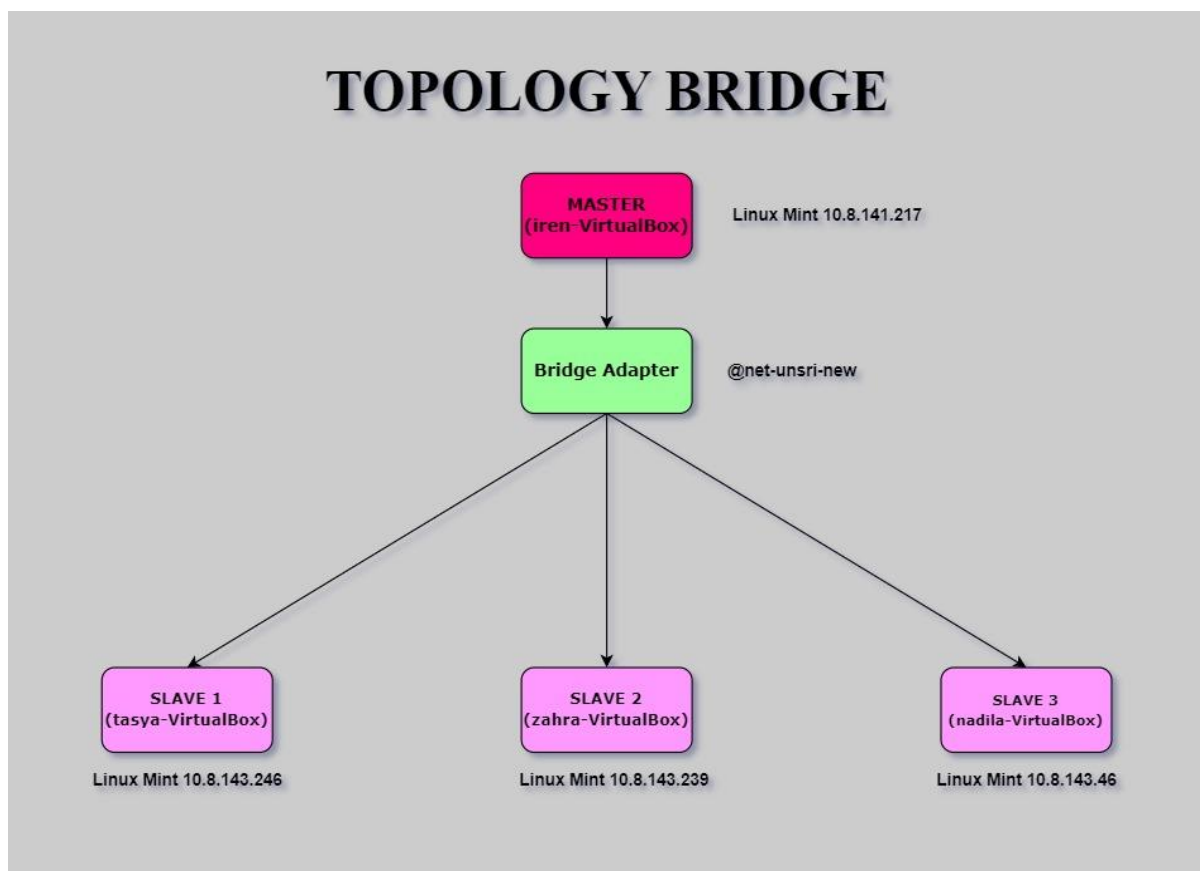 TOPOLOGY BRIDGE
MASTER
(iren-VirtualBox)
Linux Mint 10.8.141.217
Bridge Adapter
@net-unsri-new
SLAVE 1
(tasya-VirtualBox)
Linux Mint 10.8.143.246
SLAVE 2
(zahra-VirtualBox)
Linux Mint 10.8.143.239
SLAVE 3
(nadila-VirtualBox)
Linux Mint 10.8.143.46